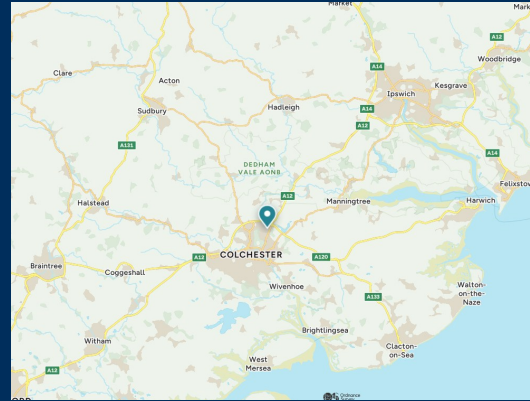 Market
Mark
A12
Woodbridge
Clare
Acton
A14
Kesgrave
Ipswich
Sudbury
Hadleigh
A14
A12
A131
A14
DEDHAM
VALE AONB
Felixstow
A12
Halstead
Manningtree
Harwich
COLCHESTER
A12
A120
Braintree
Coggeshall
Wivenhoe
Walton-
on-the-
Naze
A133
Brightlingsea
Witham
Clacton-
on-Sea
West
Mersea
A12
Ordnance
Survey